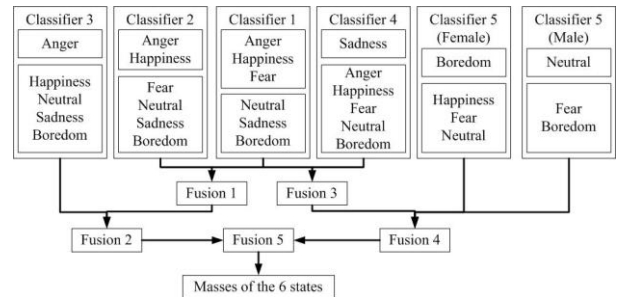 Classifier 3
Anger
Happiness
Neutral
Sadness
Boredom
Classifier 2
Anger
Happiness
Fear
Neutral
Sadness
Boredom
Classifier 1
Anger
Happiness
Fear
Neutral
Sadness
Boredom
Classifier 4
Sadness
Anger
Happiness
Fear
Neutral
Boredom
Classifier 5
(Female)
Boredom
Happiness
Fear
Neutral
Classifier 5
(Male)
Neutral
Fear
Boredom
Fusion 1
Fusion 3
Fusion 2
Fusion 5
Fusion 4
Masses of the 6 states